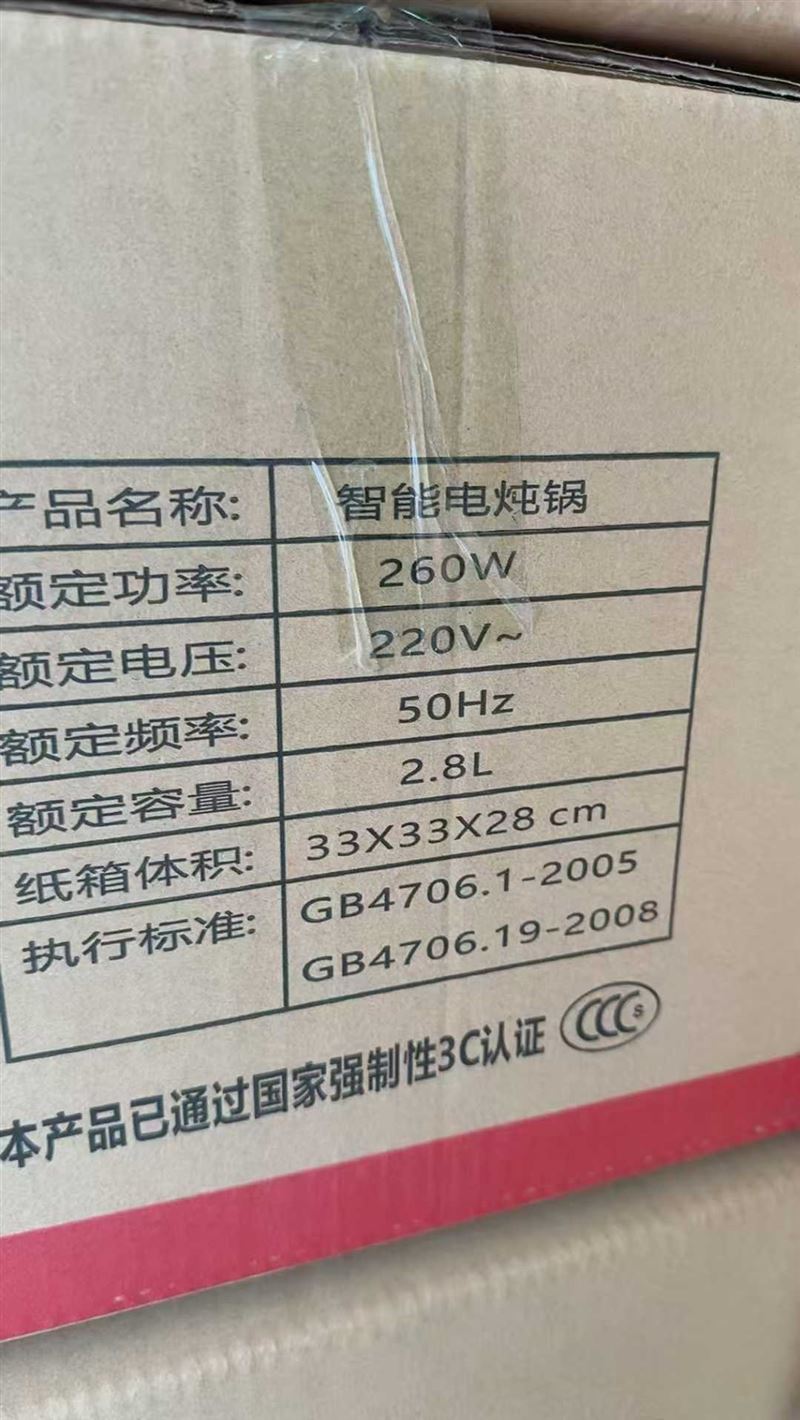 产品名称: 智能电炖锅
额定功率: 260W
额定电压: 220V~
额定频率: 50Hz
额定容量: 2.8L
纸箱体积: 33X33X28 cm
执行标准: GB4706.1-2005
GB4706.19-2008
本产品已通过国家强制性3C认证 CCC S